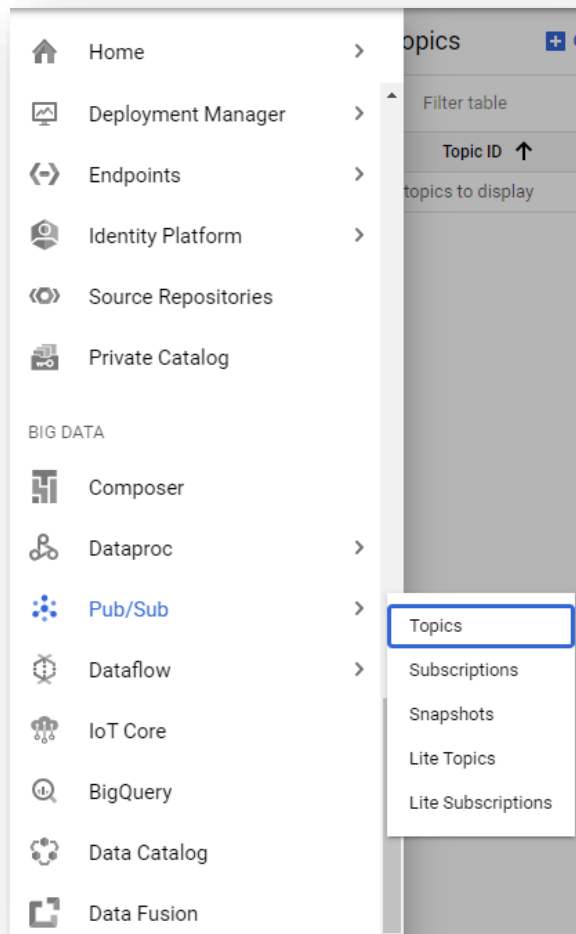 Home
Deployment Manager
Endpoints
Identity Platform
Source Repositories
Private Catalog
BIG DATA
Composer
Dataproc
Pub/Sub
Dataflow
IoT Core
BigQuery
Data Catalog
Data Fusion
opics
Filter table
Topic ID
topics to display
Topics
Subscriptions
Snapshots
Lite Topics
Lite Subscriptions